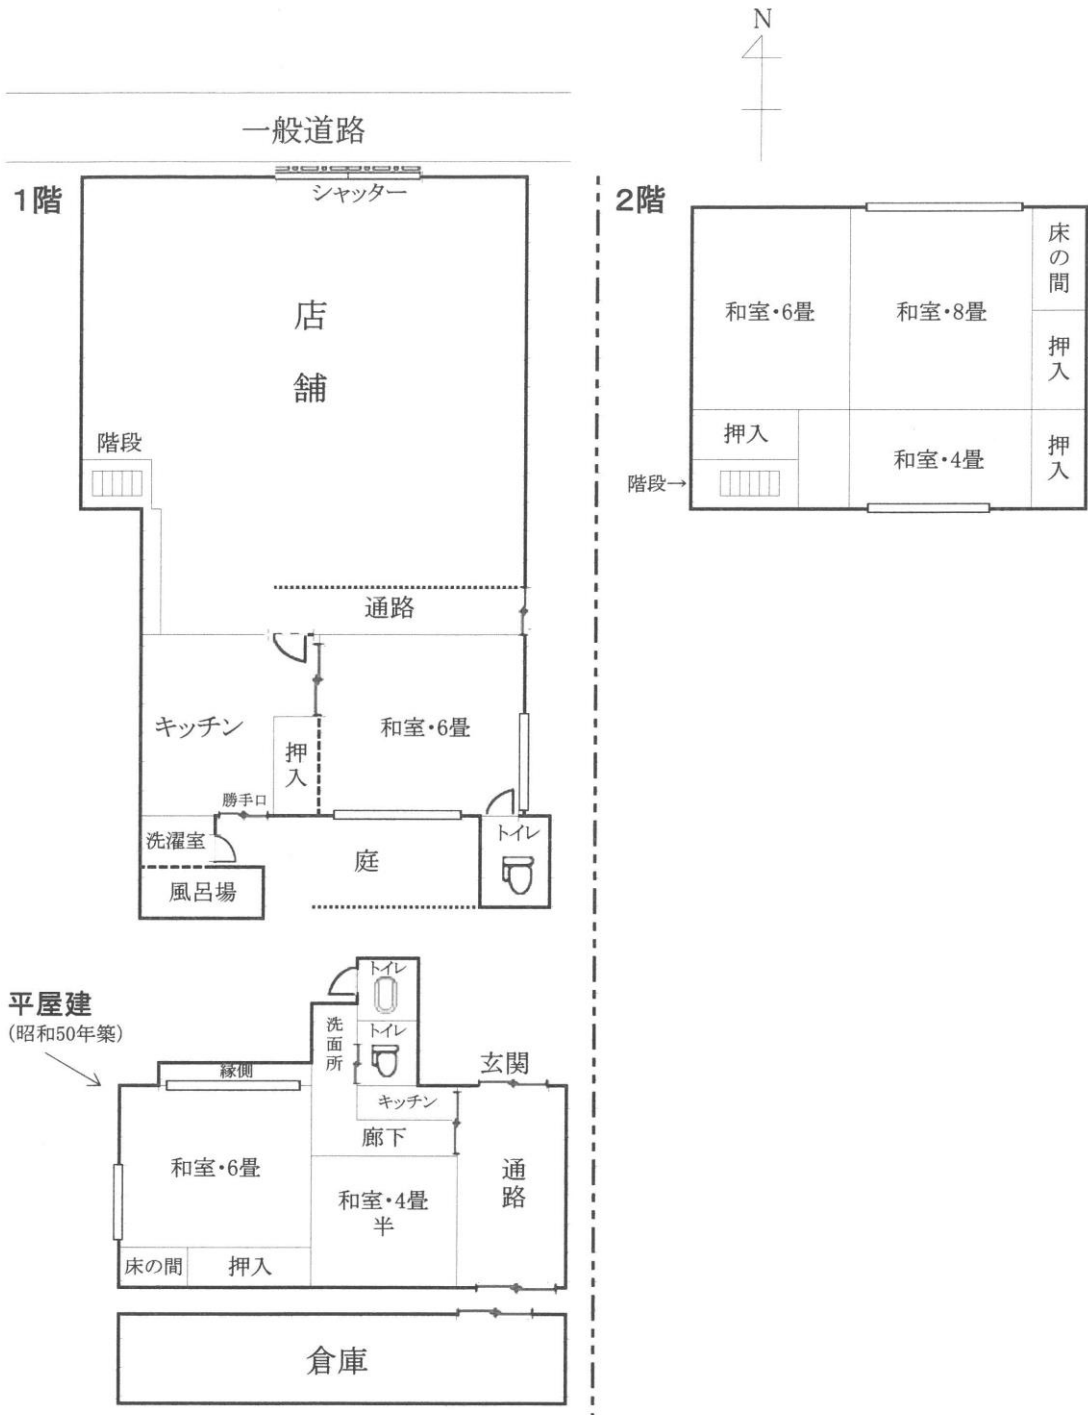 N
一般道路
シャッター
1階
店
舗
階段
通路
キッチン
和室・6畳
押入
勝手口
洗濯室
風呂場
庭
トイレ
2階
和室・6畳
和室・8畳
床の間
押入
押入
和室・4畳
押入
階段→
平屋建
(昭和50年築)
トイレ
洗面所
トイレ
玄関
縁側
キッチン
廊下
和室・6畳
和室・4畳
半
通路
床の間
押入
倉庫